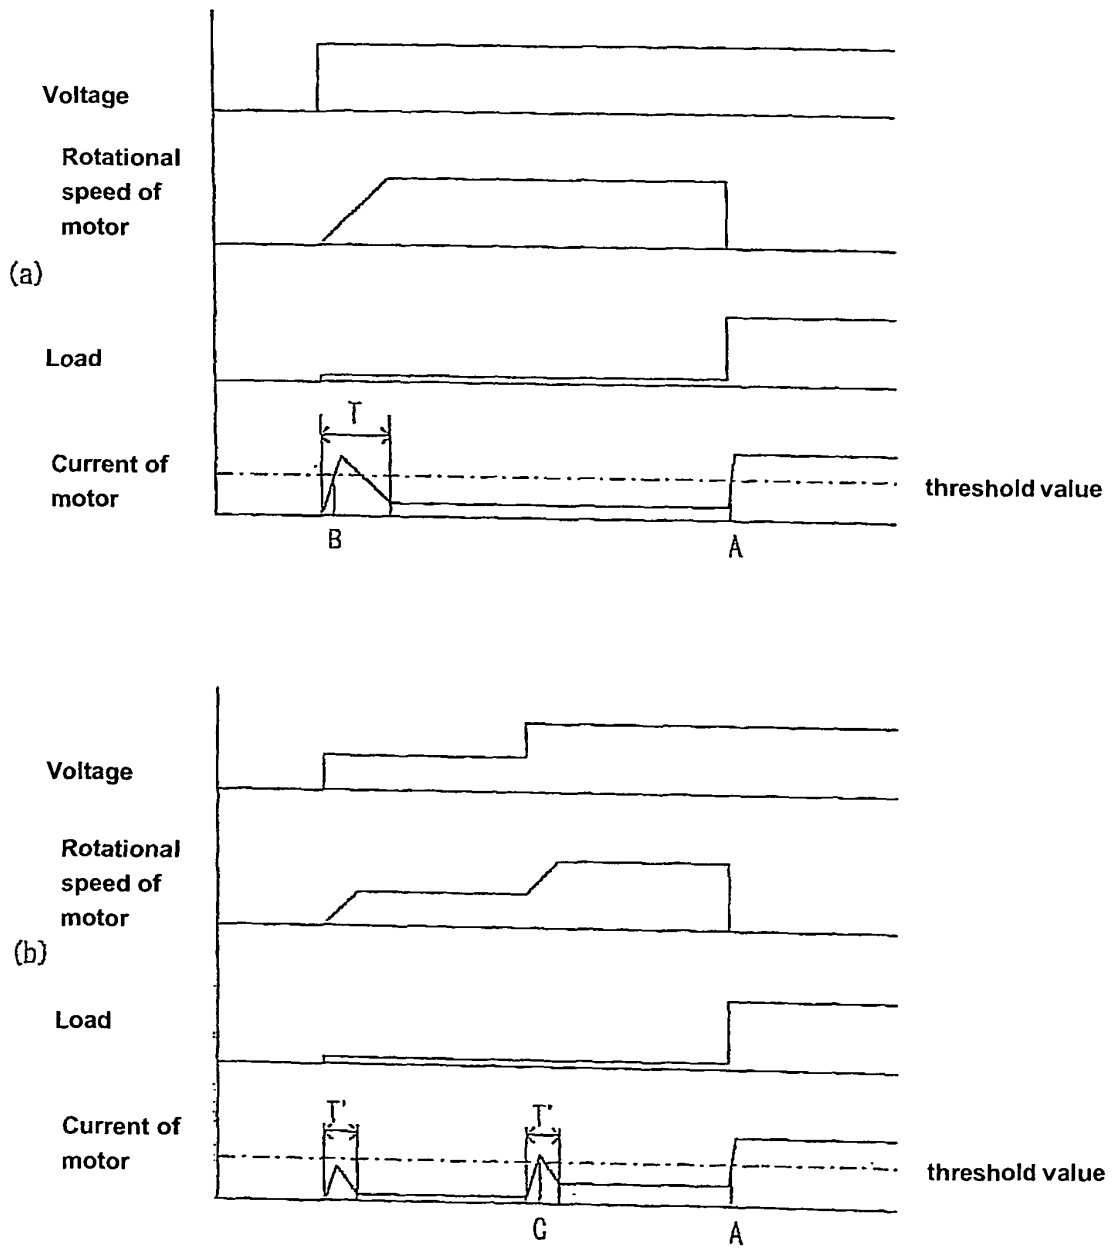 Voltage
Rotational
speed of
motor
(a)
Load
T
Current of
motor
threshold value
B
A
Voltage
Rotational
speed of
motor
(b)
Load
T'
T'
Current of
motor
threshold value
C
A